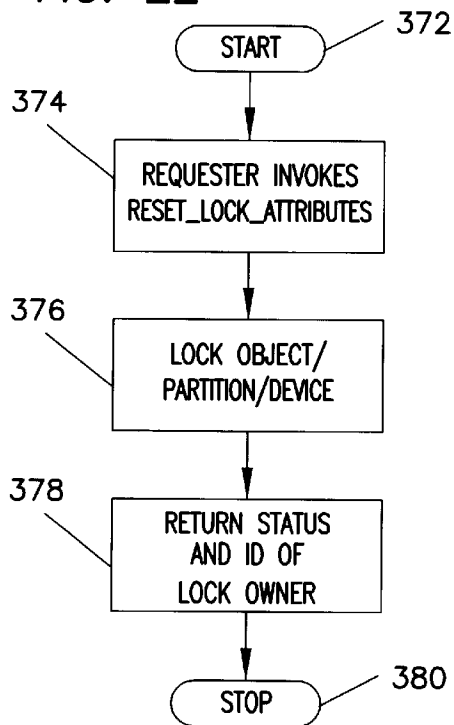 372
START
374
REQUESTER INVOKES
RESET_LOCK_ATTRIBUTES
376
LOCK OBJECT/
PARTITION/DEVICE
378
RETURN STATUS
AND ID OF
LOCK OWNER
380
STOP